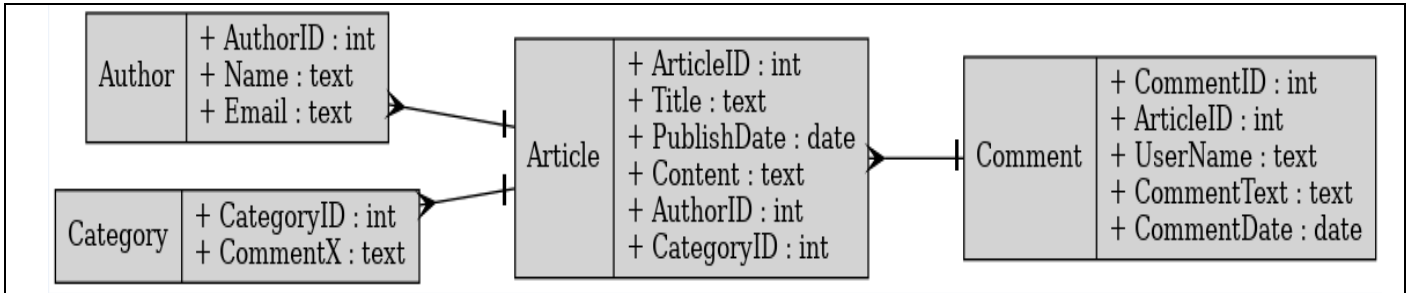 Author
+ AuthorID : int
+ Name : text
+ Email : text
Category
+ CategoryID : int
+ CommentX : text
Article
+ ArticleID : int
+ Title : text
+ PublishDate : date
+ Content : text
+ AuthorID : int
+ CategoryID : int
Comment
+ CommentID : int
+ ArticleID : int
+ UserName : text
+ CommentText : text
+ CommentDate : date